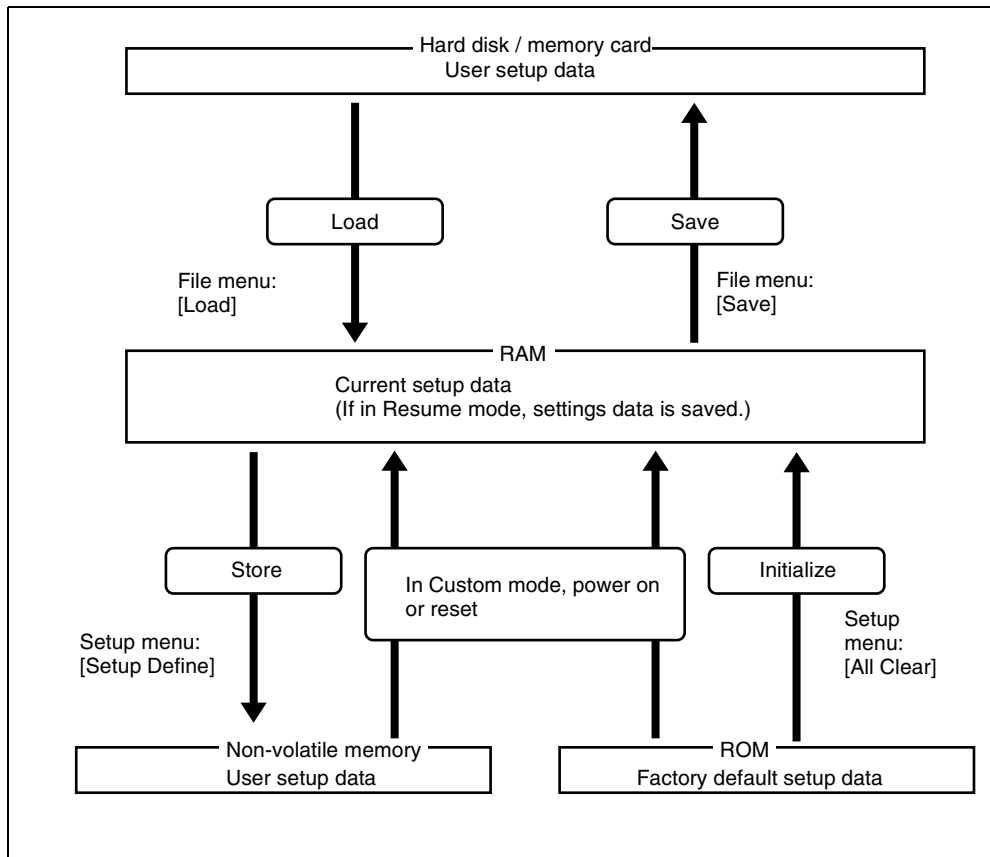 Hard disk / memory card
User setup data
Load
Save
File menu:
[Load]
File menu:
[Save]
RAM
Current setup data
(If in Resume mode, settings data is saved.)
Store
In Custom mode, power on
or reset
Initialize
Setup menu:
[Setup Define]
Setup
menu:
[All Clear]
Non-volatile memory
User setup data
ROM
Factory default setup data